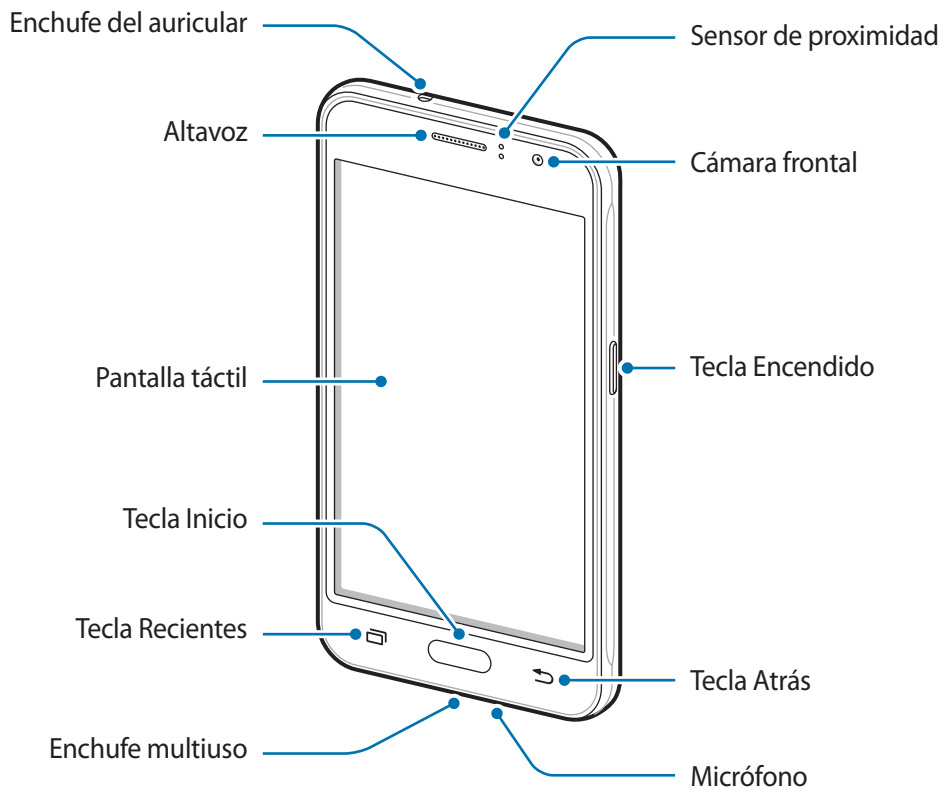 Enchufe del auricular
Sensor de proximidad
Altavoz
Cámara frontal
Pantalla táctil
Tecla Encendido
Tecla Inicio
Tecla Recientes
Tecla Atrás
Enchufe multiuso
Micrófono